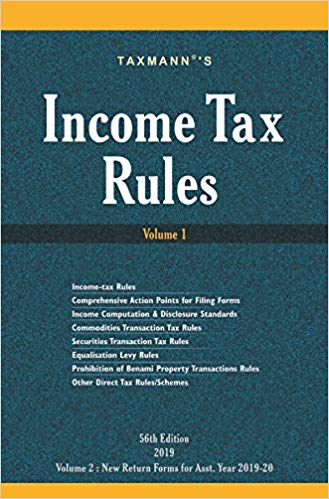 TAXMANN®'S
Income Tax
Rules
Volume 1
Income-tax Rules
Comprehensive Action Points for Filing Forms
Income Computation & Disclosure Standards
Commodities Transaction Tax Rules
Securities Transaction Tax Rules
Equalisation Levy Rules
Prohibition of Benami Property Transactions Rules
Other Direct Tax Rules/Schemes
56th Edition
2019
Volume 2 : New Return Forms for Asst. Year 2019-20